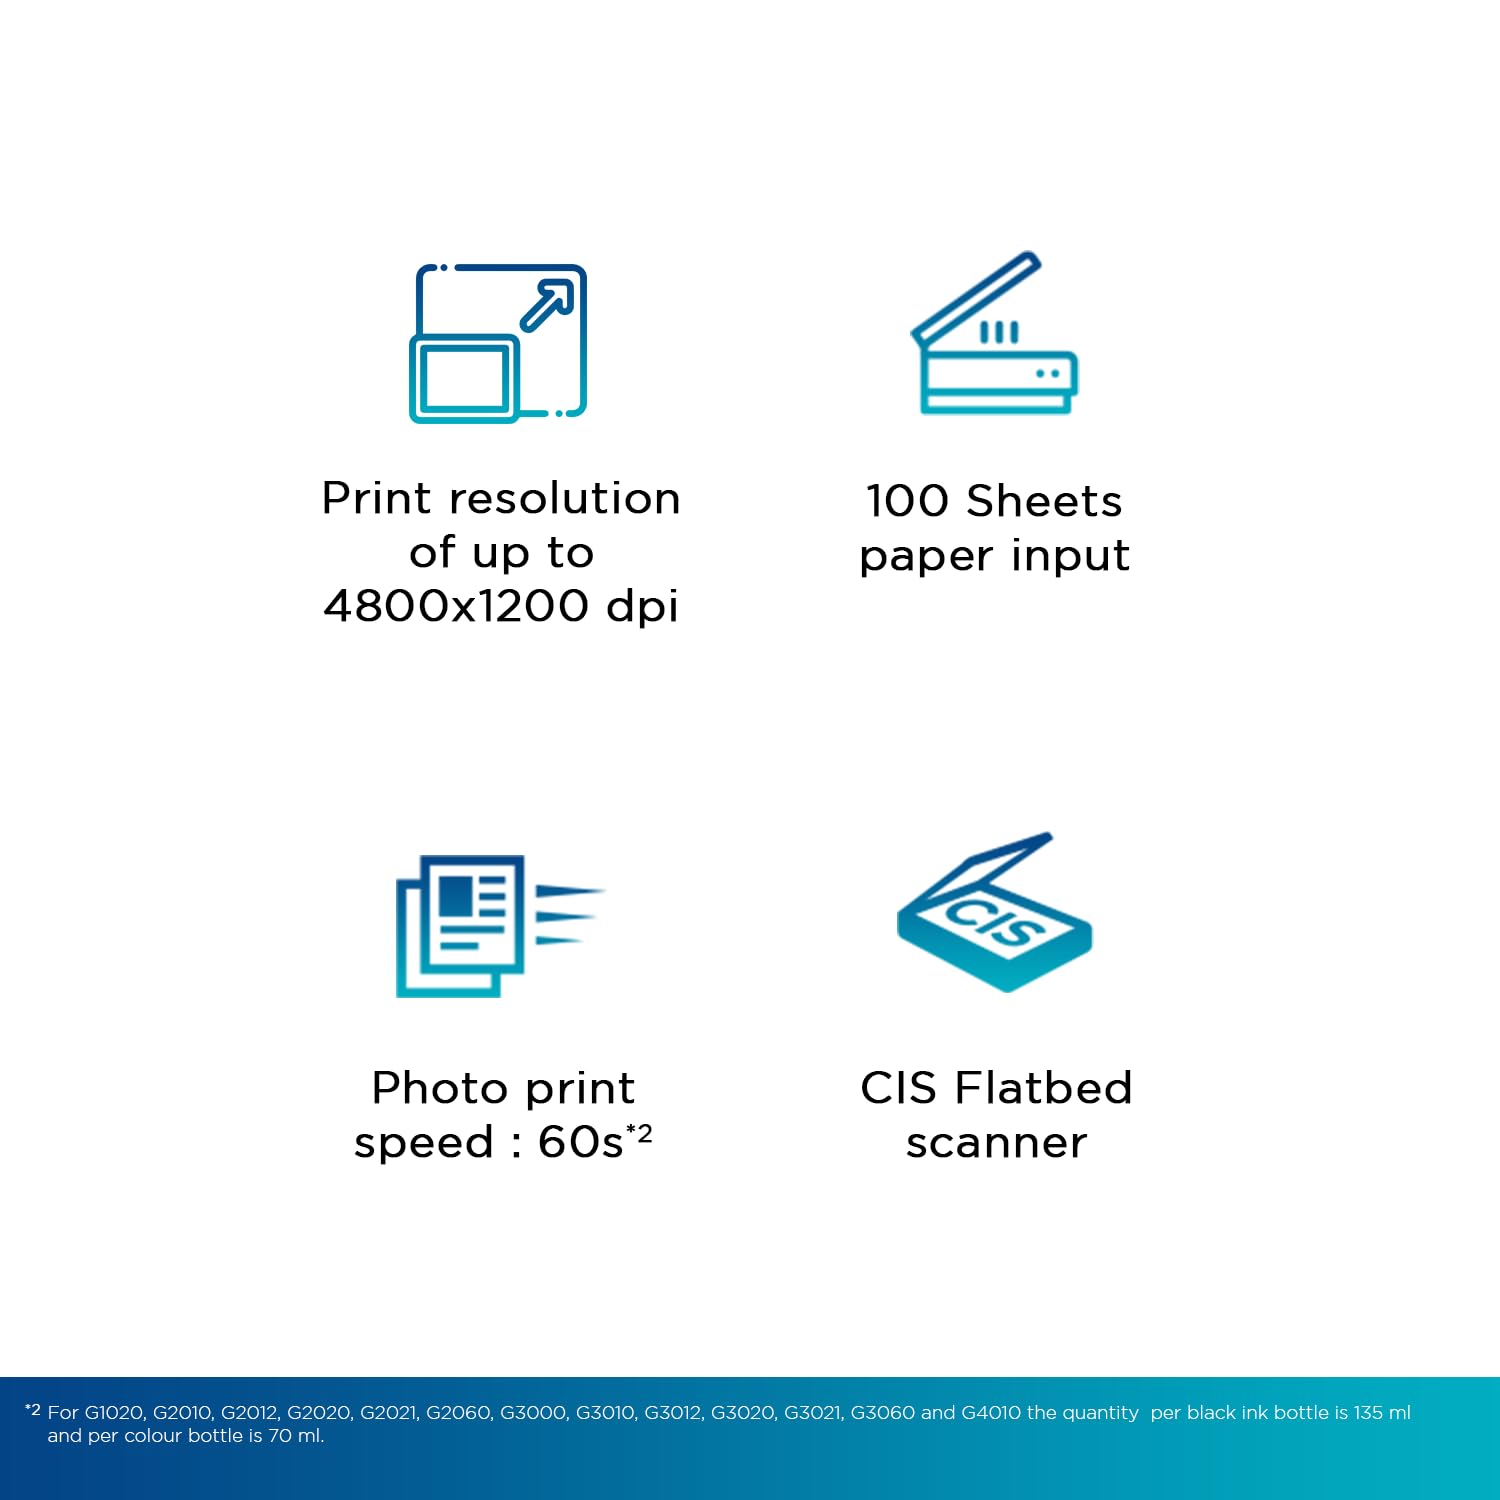 Print resolution
of up to
4800x1200 dpi
100 Sheets
paper input
CIS
Photo print
speed : 60s*2
CIS Flatbed
scanner
*2 For G1020, G2010, G2012, G2020, G2021, G2060, G3000, G3010, G3012, G3020, G3021, G3060 and G4010 the quantity  per black ink bottle is 135 ml
and per colour bottle is 70 ml.